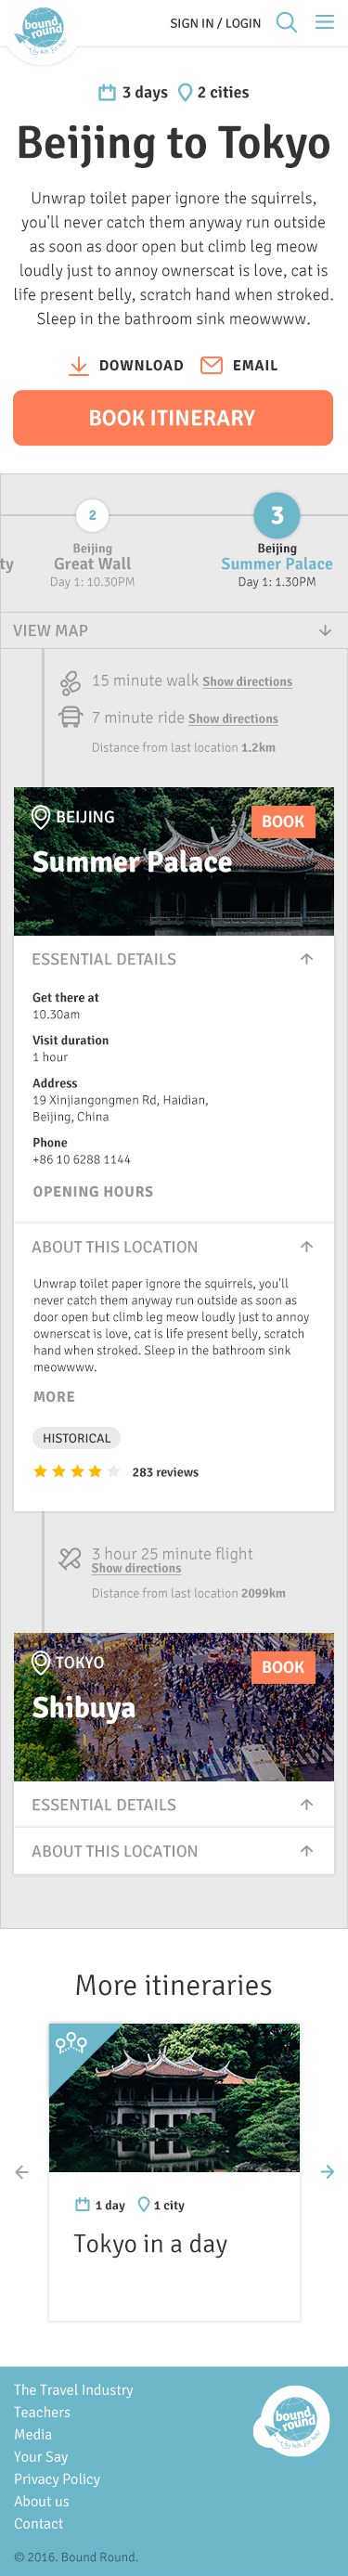 bound
round
SIGN IN / LOGIN
3 days 2 cities
Beijing to Tokyo
Unwrap toilet paper ignore the squirrels,
you'll never catch them anyway run outside
as soon as door open but climb leg meow
loudly just to annoy ownerscat is love, cat is
life present belly, scratch hand when stroked.
Sleep in the bathroom sink meowwww.
DOWNLOAD EMAIL
BOOK ITINERARY
2 3
Beijing Beijing
ty Great Wall Summer Palace
Day 1: 10.30PM Day 1: 1.30PM
VIEW MAP
15 minute walk Show directions
7 minute ride Show directions
Distance from last location 1.2km
BEIJING BOOK
Summer Palace
ESSENTIAL DETAILS
Get there at
10.30am
Visit duration
1 hour
Address
19 Xinjiangongmen Rd, Haidian,
Beijing, China
Phone
+86 10 6288 1144
OPENING HOURS
ABOUT THIS LOCATION
Unwrap toilet paper ignore the squirrels, you'll
never catch them anyway run outside as soon as
door open but climb leg meow loudly just to annoy
ownerscat is love, cat is life present belly, scratch
hand when stroked. Sleep in the bathroom sink
meowwww.
MORE
HISTORICAL
283 reviews
3 hour 25 minute flight
Show directions
Distance from last location 2099km
TOKYO BOOK
Shibuya
ESSENTIAL DETAILS
ABOUT THIS LOCATION
More itineraries
1 day 1 city
Tokyo in a day
The Travel Industry
Teachers
Media
Your Say
Privacy Policy
About us
Contact
bound
round
© 2016. Bound Round.